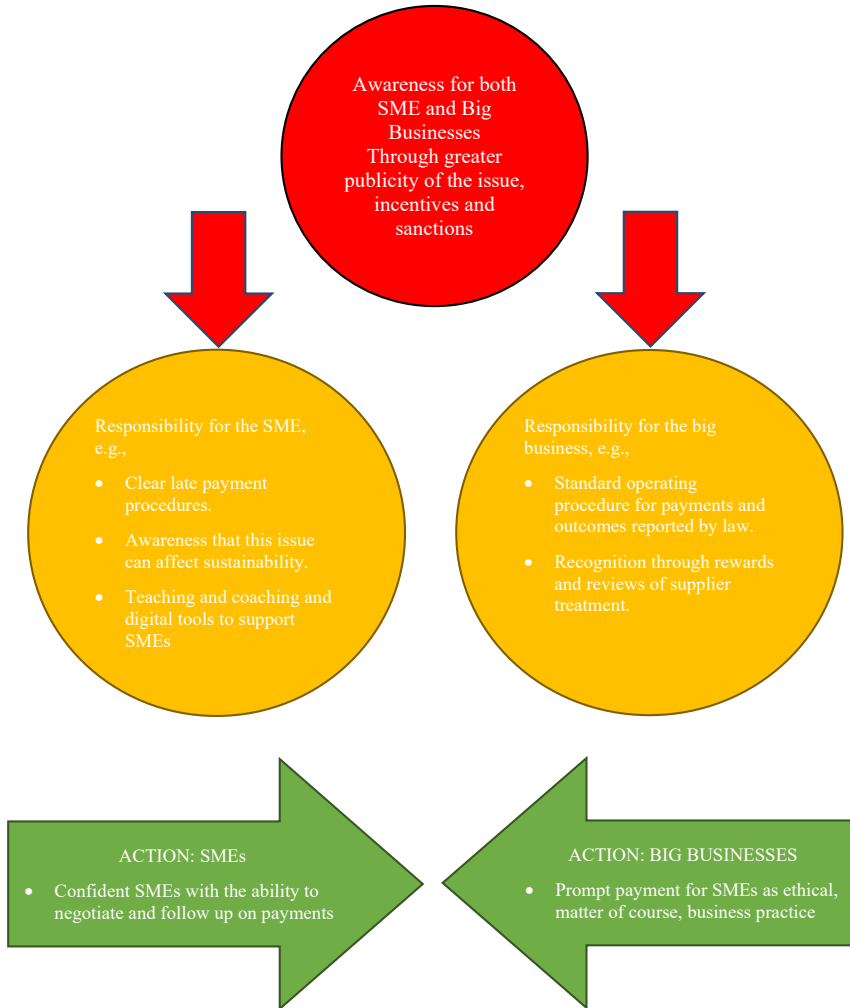 Awareness for both
SME and Big
Businesses
Through greater
publicity of the issue,
incentives and
sanctions
Responsibility for the SME,
e.g.,
• Clear late payment
procedures.
• Awareness that this issue
can affect sustainability.
• Teaching and coaching and
digital tools to support
SMEs
Responsibility for the big
business, e.g.,
• Standard operating
procedure for payments and
outcomes reported by law.
• Recognition through rewards
and reviews of supplier
treatment.
ACTION: SMEs
• Confident SMEs with the ability to
negotiate and follow up on payments
ACTION: BIG BUSINESSES
• Prompt payment for SMEs as ethical,
matter of course, business practice